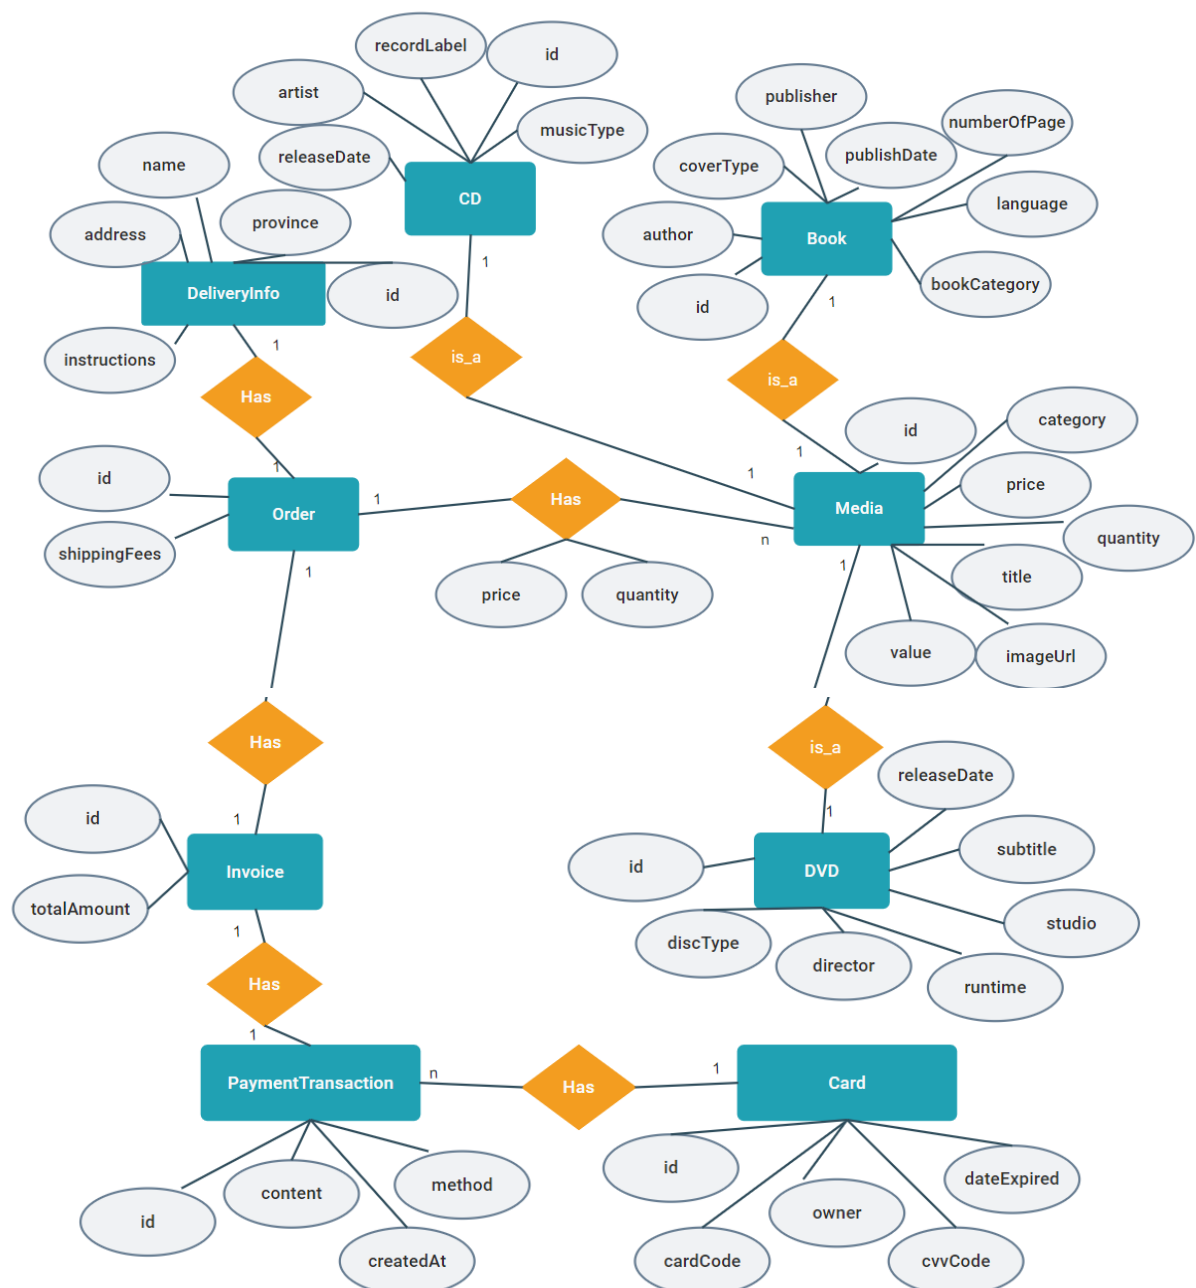 recordLabel
id
artist
musicType
publisher
numberOfPage
releaseDate
publishDate
name
coverType
CD
language
province
address
author
Book
1
DeliveryInfo
id
bookCategory
id
1
1
instructions
is_a
is_a
Has
id
category
1
1
1
id
price
1
Has
Order
Media
n
quantity
shippingFees
1
1
title
price
quantity
value
imageUrl
Has
is_a
releaseDate
1
1
id
subtitle
id
DVD
Invoice
totalAmount
studio
1
discType
director
Has
runtime
1
n
1
PaymentTransaction
Has
Card
id
dateExpired
method
content
owner
id
createdAt
cardCode
cvvCode